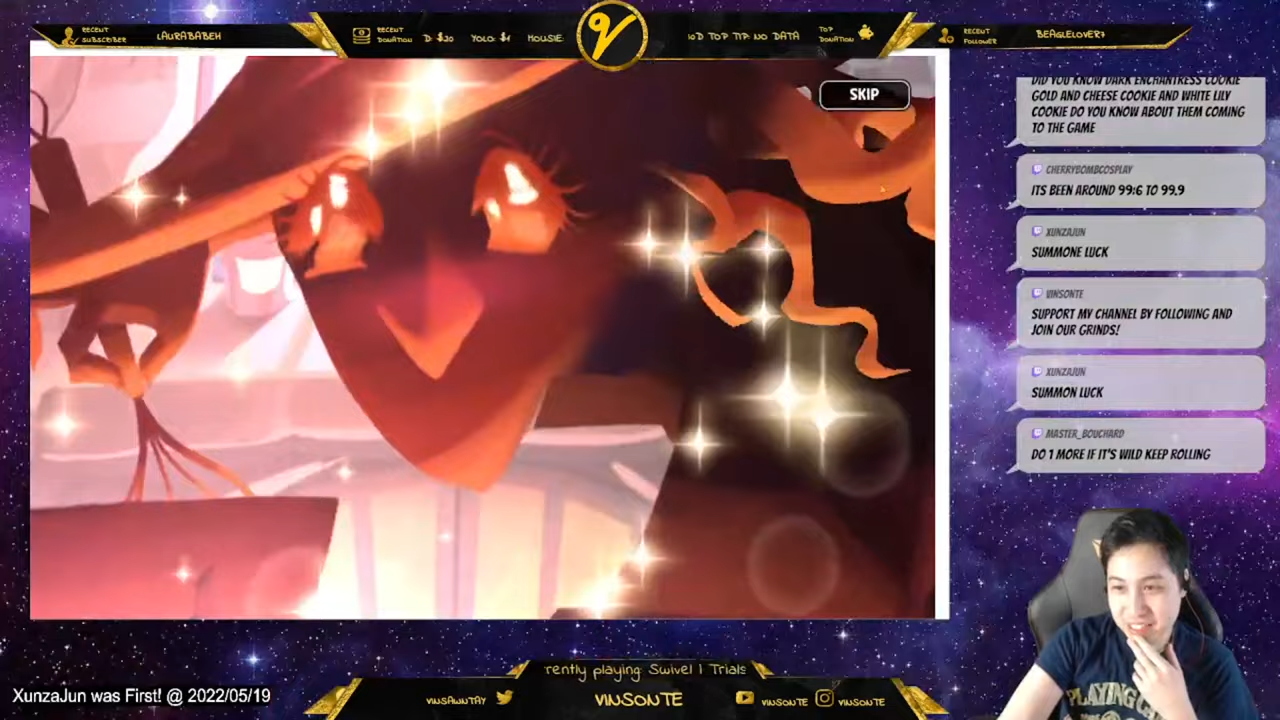 RECENT SUBSCRIBER
LAURABABEH
RECENT DONATION
D: $20 YOLO: $4 HOUSIE:
V
TOP TIP: NO DATA
TOP DONATION
RECENT FOLLOWER
BEAGLELOVER7
SKIP
DID YOU KNOW DARK ENCHANTRESS COOKIE
GOLD AND CHEESE COOKIE AND WHITE LILY
COOKIE DO YOU KNOW ABOUT THEM COMING
TO THE GAME
CHERRYBOMBCOSPLAY
ITS BEEN AROUND 99:6 TO 99.9
XUNZAJUN
SUMMONE LUCK
VINSONTE
SUPPORT MY CHANNEL BY FOLLOWING AND
JOIN OUR GRINDS!
XUNZAJUN
SUMMON LUCK
MASTER_BOUCHARD
DO 1 MORE IF IT'S WILD KEEP ROLLING
PLAYING
rently playing: Swivel | Trials
XunzaJun was First! @ 2022/05/19
VINSAWNTAY
VINSONTE
VINSONTE
VINSONTE